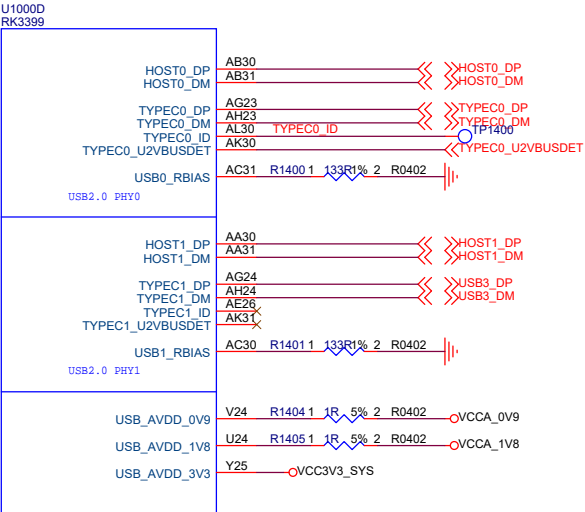 U1000D
RK3399
HOST0_DP AB30 HOST0_DP
HOST0_DM AB31 HOST0_DM
TYPEC0_DP AG23 TYPEC0_DP
TYPEC0_DM AH23 TYPEC0_DM
TYPEC0_ID AL30 TYPEC0_ID TP1400
TYPEC0_U2VBUSDET AK30 TYPEC0_U2VBUSDET
USB0_RBIAS AC31 R1400 1 133R1% 2 R0402
USB2.0 PHY0
HOST1_DP AA30 HOST1_DP
HOST1_DM AA31 HOST1_DM
TYPEC1_DP AG24 USB3_DP
TYPEC1_DM AH24 USB3_DM
TYPEC1_ID AE26
TYPEC1_U2VBUSDET AK31
USB1_RBIAS AC30 R1401 1 133R1% 2 R0402
USB2.0 PHY1
USB_AVDD_0V9 V24 R1404 1 1R 5% 2 R0402 VCCA_0V9
USB_AVDD_1V8 U24 R1405 1 1R 5% 2 R0402 VCCA_1V8
USB_AVDD_3V3 Y25 VCC3V3_SYS